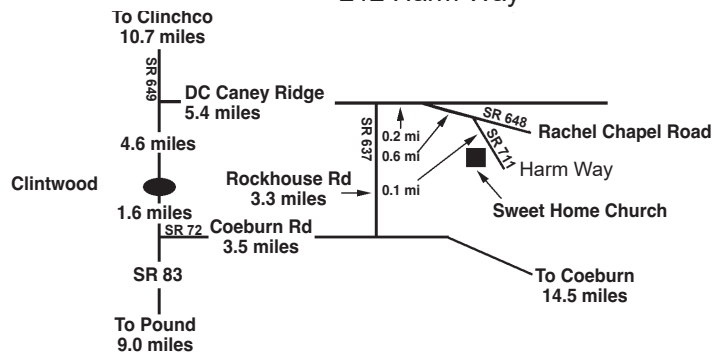 To Clinchco
10.7 miles
SR 649
DC Caney Ridge
5.4 miles
4.6 miles
SR 637
0.2 mi
0.6 mi
0.1 mi
SR 648
Rachel Chapel Road
SR 711
Harm Way
Sweet Home Church
Clintwood
Rockhouse Rd
3.3 miles
1.6 miles
SR 72
Coeburn Rd
3.5 miles
SR 83
To Coeburn
14.5 miles
To Pound
9.0 miles